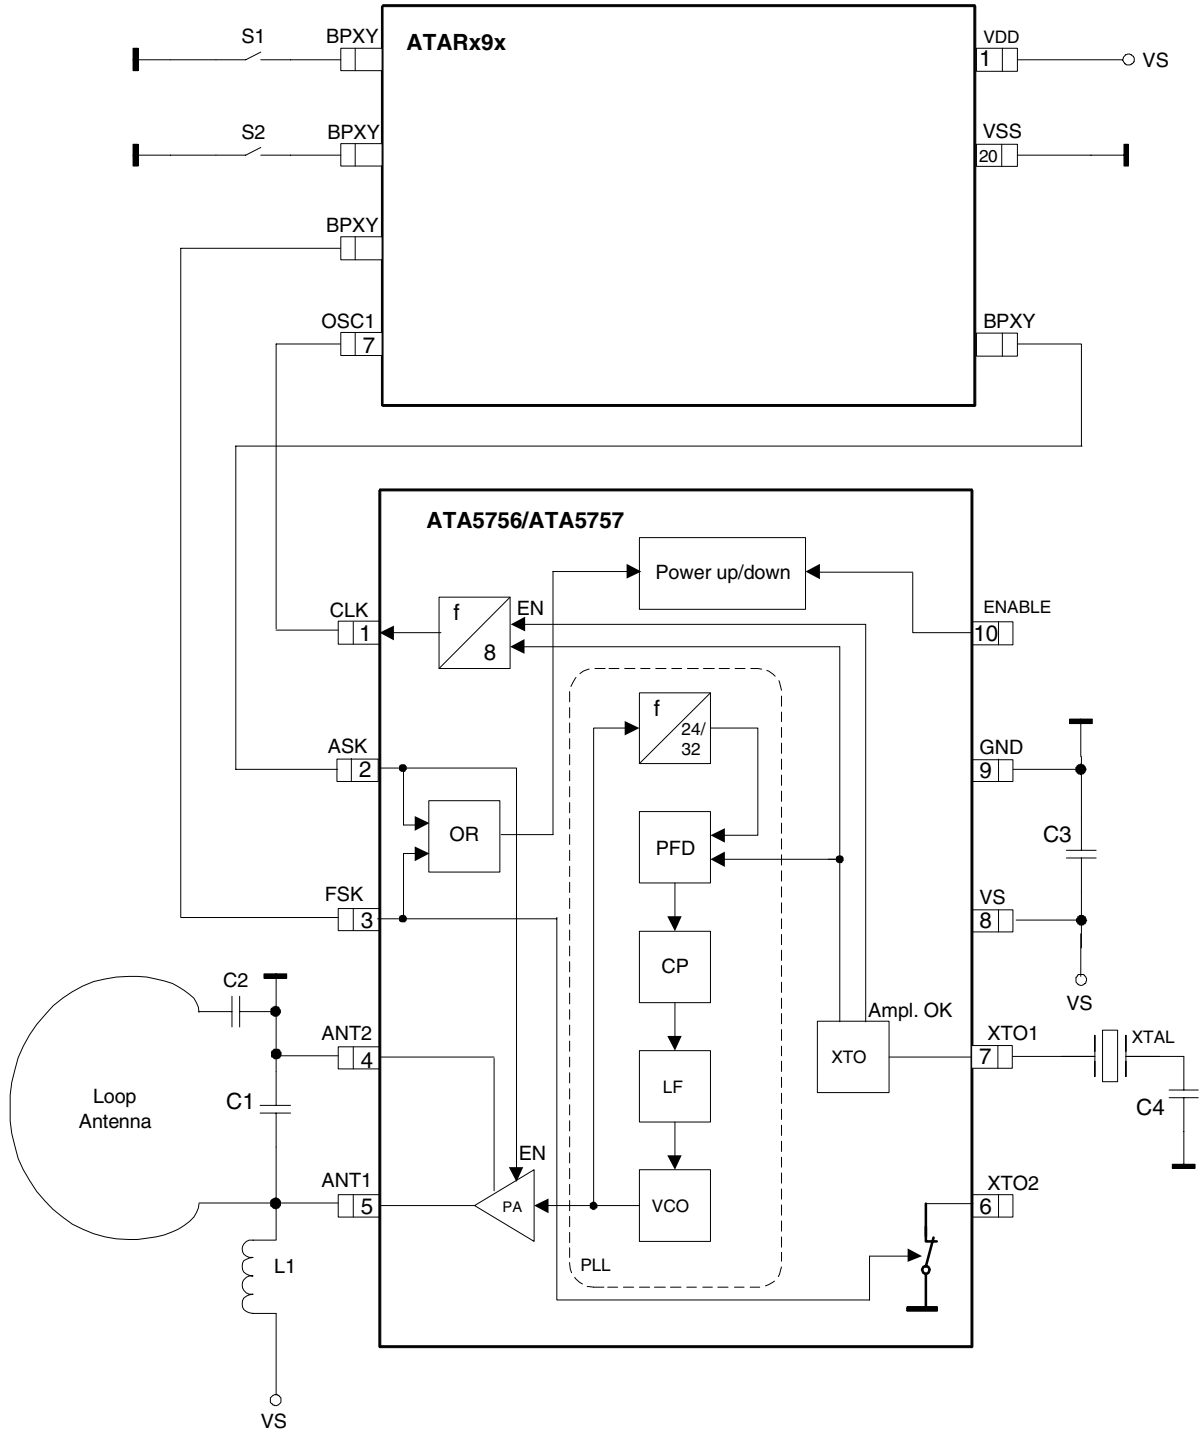 S1
BPXY
ATARx9x
VDD
1
VS
S2
BPXY
VSS
20
BPXY
OSC1
7
BPXY
ATA5756/ATA5757
Power up/down
CLK
1
f
8
EN
ENABLE
10
f
24/
32
ASK
2
GND
9
OR
PFD
C3
FSK
3
VS
8
CP
C2
VS
Ampl. OK
ANT2
4
XTO
XTO1
7
XTAL
Loop
Antenna
C1
LF
C4
ANT1
5
EN
PA
VCO
XTO2
6
L1
PLL
VS